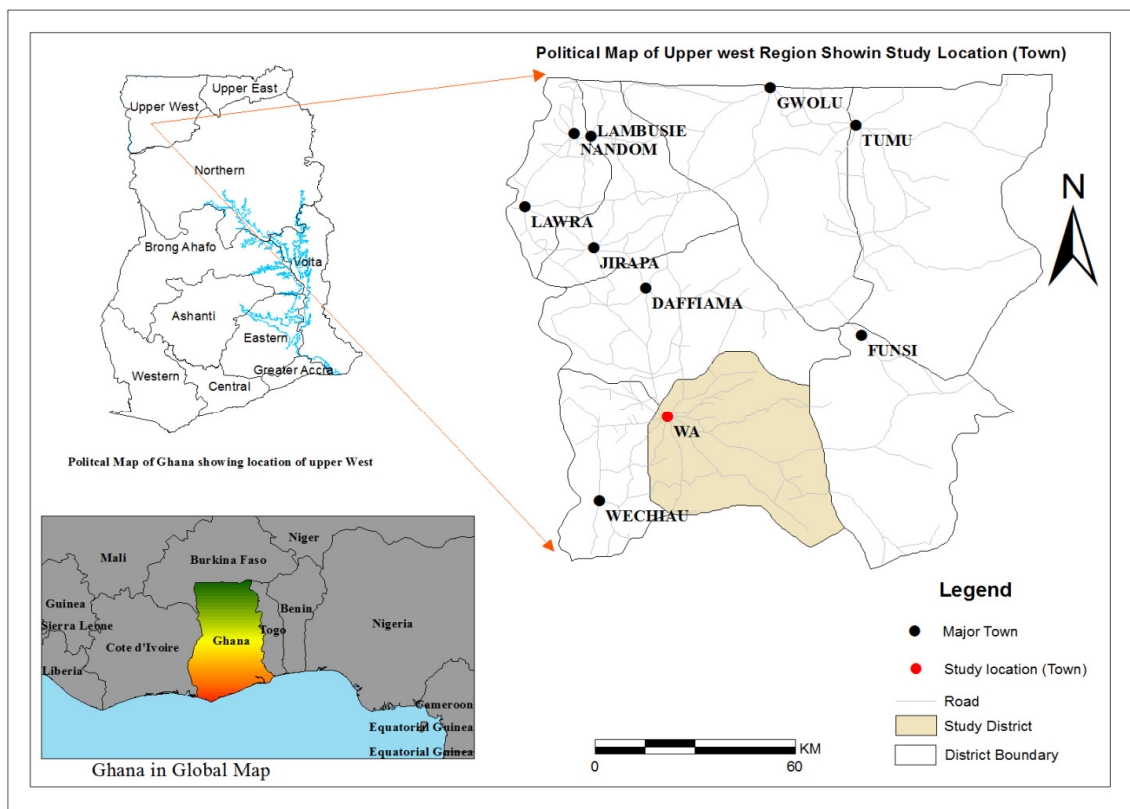 Political Map of Upper west Region Showin Study Location (Town)
Upper East
Upper West
Northern
Brong Ahafo
Volta
Ashanti
Eastern
Western
Central
Greater Accra
Politcal Map of Ghana showing location of upper West
GWOLU
TUMU
LAMBUSIE
NANDOM
LAWRA
JIRAPA
DAFFIAMA
FUNSI
WA
WECHIAU
N
Niger
Mali
Burkina Faso
Guinea
Benin
Sierra Leone
Togo
Nigeria
Ghana
Cote d'Ivoire
Liberia
Cameroon
Equatorial Guinea
Equatorial Guinea
Ghana in Global Map
Legend
Major Town
Study location (Town)
Road
Study District
District Boundary
KM
0 60